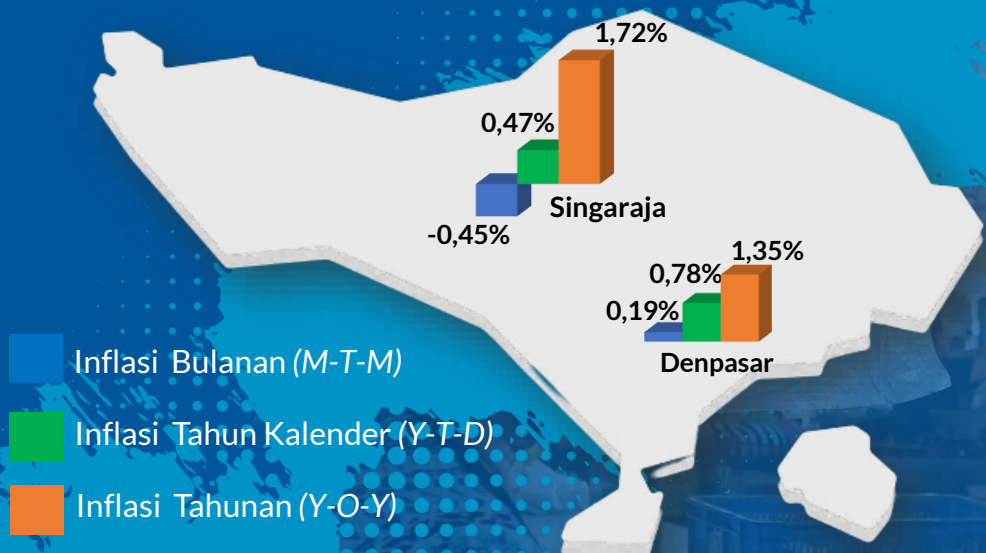 1,72%
0,47%
Singaraja
-0,45%
1,35%
0,78%
0,19%
Denpasar
Inflasi Bulanan (M-T-M)
Inflasi Tahun Kalender (Y-T-D)
Inflasi Tahunan (Y-O-Y)